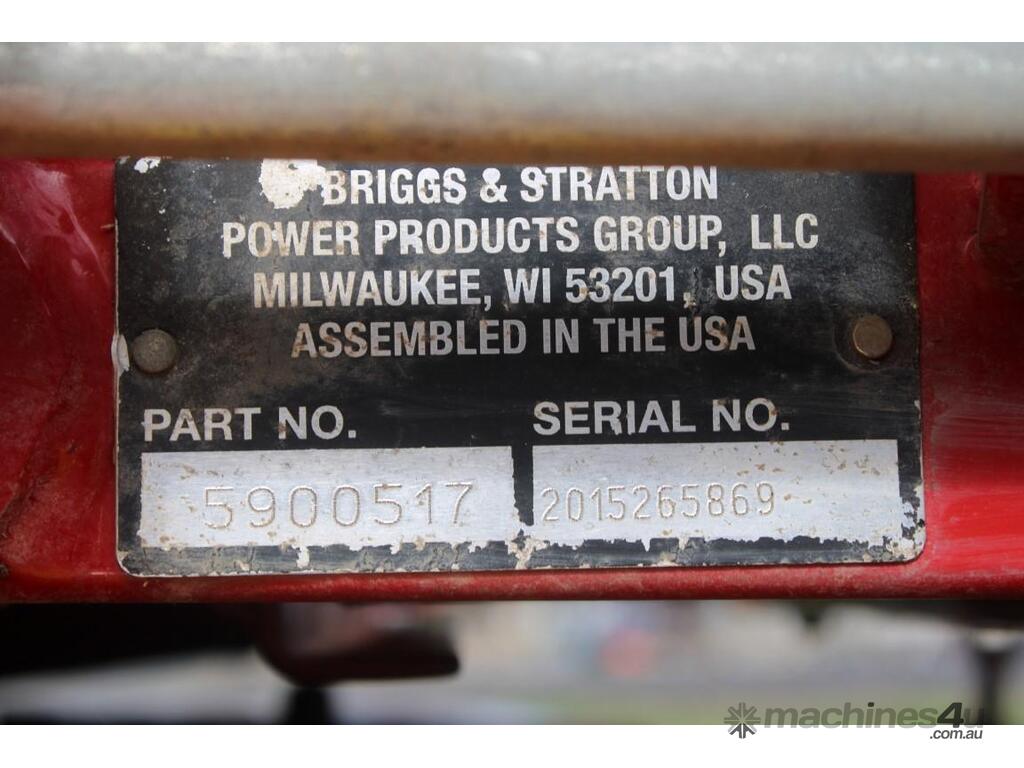 BRIGGS & STRATTON
POWER PRODUCTS GROUP, LLC
MILWAUKEE, WI 53201, USA
ASSEMBLED IN THE USA
PART NO. SERIAL NO.
5900517 2015265869
machines4u
.com.au